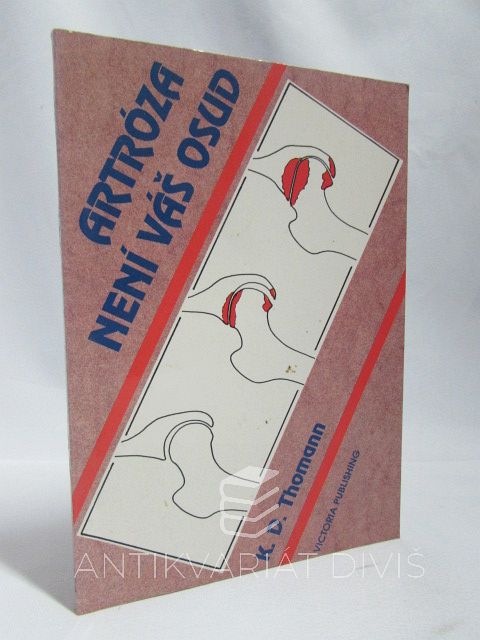 ARTRÓZA
NENÍ VÁŠ OSUD
K. D. Thomann
VICTORIA PUBLISHING
ANTIKVARIÁT DIVIŠ